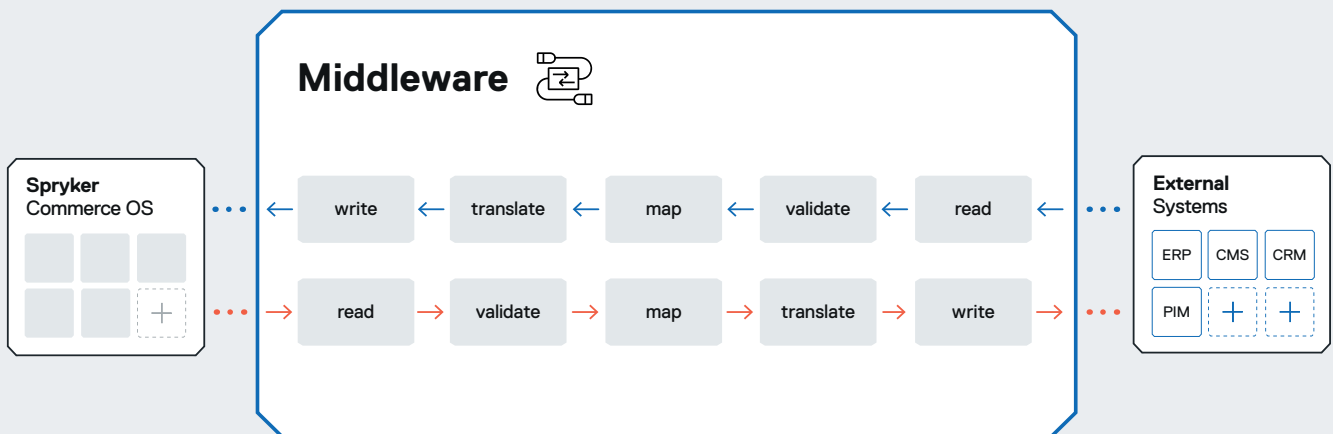 Middleware
Spryker
Commerce OS
write
translate
map
validate
read
read
validate
map
translate
write
External
Systems
ERP
CMS
CRM
PIM